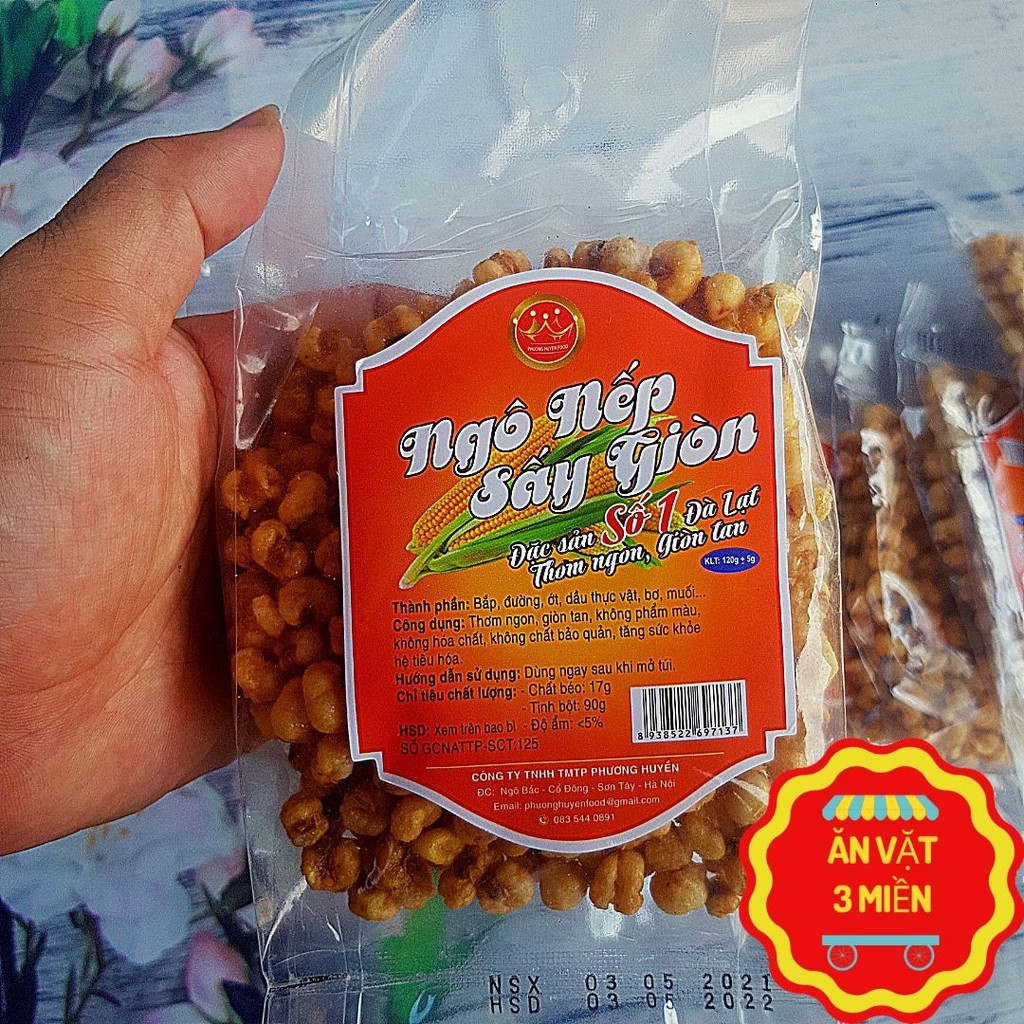 PHUONG HUYEN FOOD
Ngô Nếp
Sấy Giòn
Đặc sản Số 1 Đà Lạt
Thơm ngon, giòn tan
KLT: 120g ± 5g
Thành phần: Bắp, đường, ớt, dầu thực vật, bơ, muối...
Công dụng: Thơm ngon, giòn tan, không phẩm màu,
không hóa chất, không chất bảo quản, tăng sức khỏe
hệ tiêu hóa.
Hướng dẫn sử dụng: Dùng ngay sau khi mở túi.
Chỉ tiêu chất lượng: - Chất béo: 17g
- Tinh bột: 90g
HSD: Xem trên bao bì - Độ ẩm: <5%
SỐ GCNATTP-SCT:125
8 938522 697137
CÔNG TY TNHH TMTP PHƯƠNG HUYỀN
ĐC: Ngõ Bắc - Cổ Đông - Sơn Tây - Hà Nội
Email: phuonghuyenfood@gmail.com
083 544 0891
ĂN VẶT
3 MIỀN
NSX 03 05 2021
HSD 03 05 2022